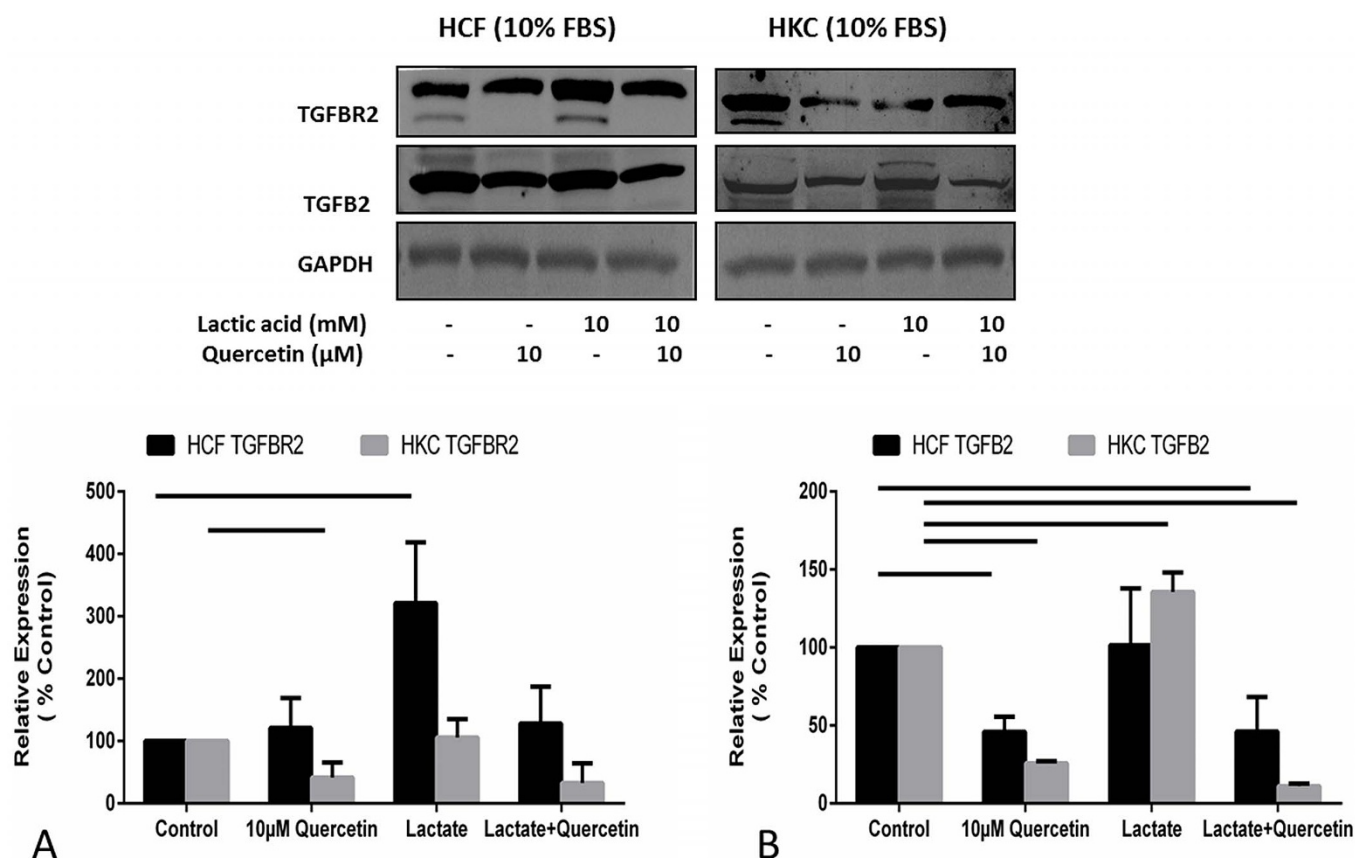 HCF (10% FBS) HKC (10% FBS)
TGFBR2
TGFB2
GAPDH
Lactic acid (mM) - - 10 10 - - 10 10
Quercetin (µM) - 10 - 10 - 10 - 10
HCF TGFBR2 HKC TGFBR2
Relative Expression
( % Control)
500
400
300
200
100
0
Control 10µM Quercetin Lactate Lactate+Quercetin
A
HCF TGFB2 HKC TGFB2
Relative Expression
( % Control)
200
150
100
50
0
Control 10µM Quercetin Lactate Lactate+Quercetin
B